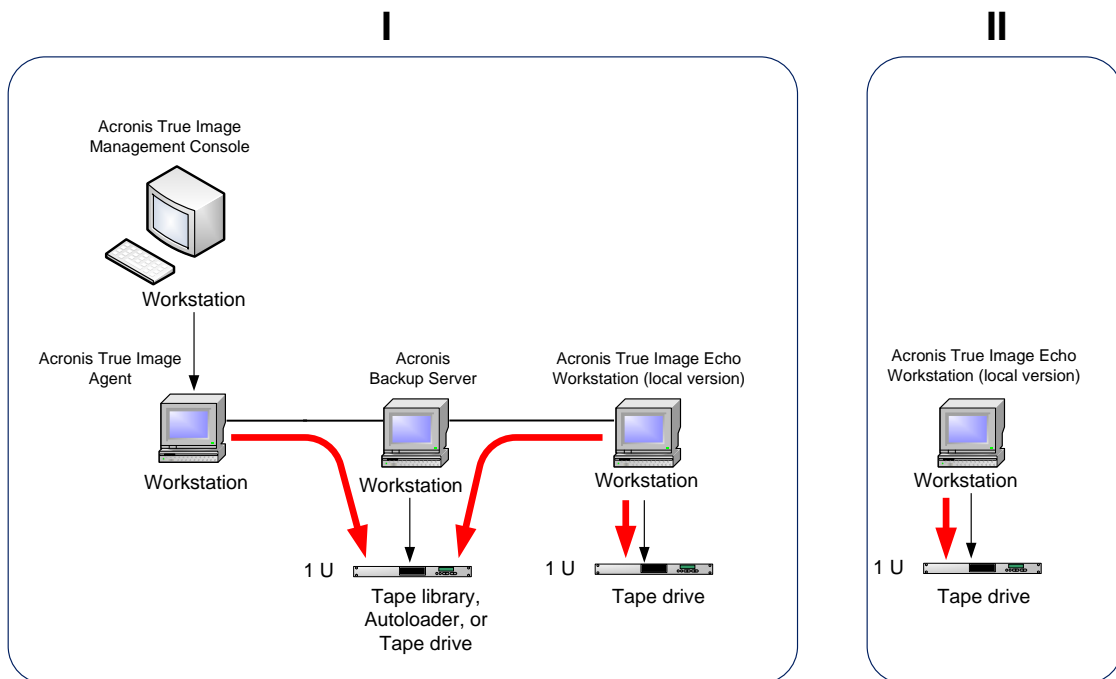 I
II
Acronis True Image
Management Console
Workstation
Acronis True Image
Agent
Workstation
Acronis
Backup Server
Workstation
1 U
Tape library,
Autoloader, or
Tape drive
Acronis True Image Echo
Workstation (local version)
Workstation
1 U
Tape drive
Acronis True Image Echo
Workstation (local version)
Workstation
1 U
Tape drive